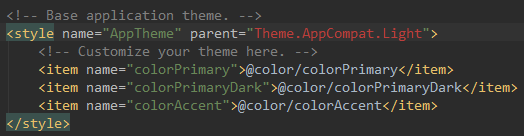 <!-- Base application theme. -->
<style name="AppTheme" parent="Theme.AppCompat.Light">
    <!-- Customize your theme here. -->
    <item name="colorPrimary">@color/colorPrimary</item>
    <item name="colorPrimaryDark">@color/colorPrimaryDark</item>
    <item name="colorAccent">@color/colorAccent</item>
</style>